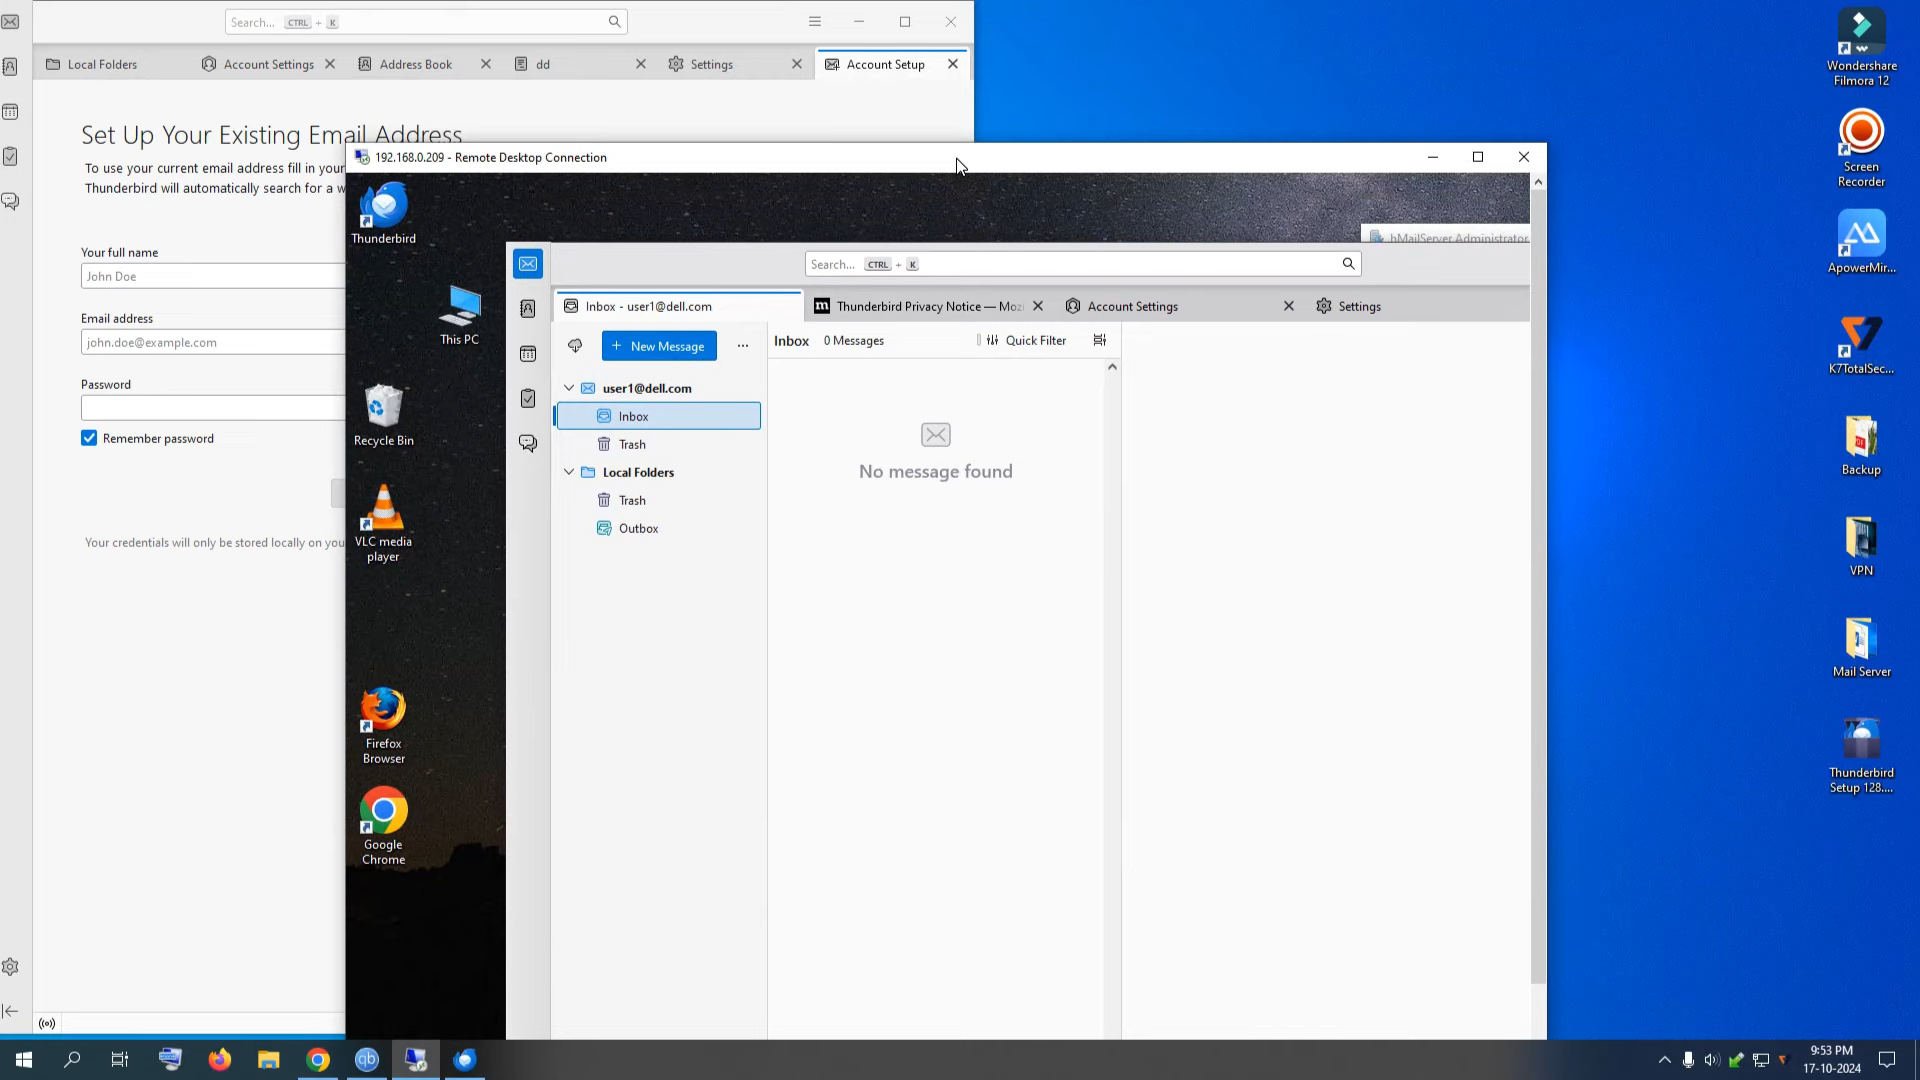 Search... CTRL + K
Local Folders
Account Settings
Address Book
dd
Settings
Account Setup
Set Up Your Existing Email Address
To use your current email address fill in your
Thunderbird will automatically search for a w
Your full name
John Doe
Email address
john.doe@example.com
Password
Remember password
Your credentials will only be stored locally on you
192.168.0.209 - Remote Desktop Connection
Thunderbird
This PC
Recycle Bin
VLC media
player
Firefox
Browser
Google
Chrome
hMailServer Administrator
Search... CTRL + K
Inbox - user1@dell.com
Thunderbird Privacy Notice — Moz
Account Settings
Settings
+ New Message
Inbox 0 Messages
Quick Filter
user1@dell.com
Inbox
Trash
Local Folders
Trash
Outbox
No message found
Wondershare
Filmora 12
Screen
Recorder
ApowerMir...
K7TotalSec...
Backup
VPN
Mail Server
Thunderbird
Setup 128....
qb
9:53 PM
17-10-2024